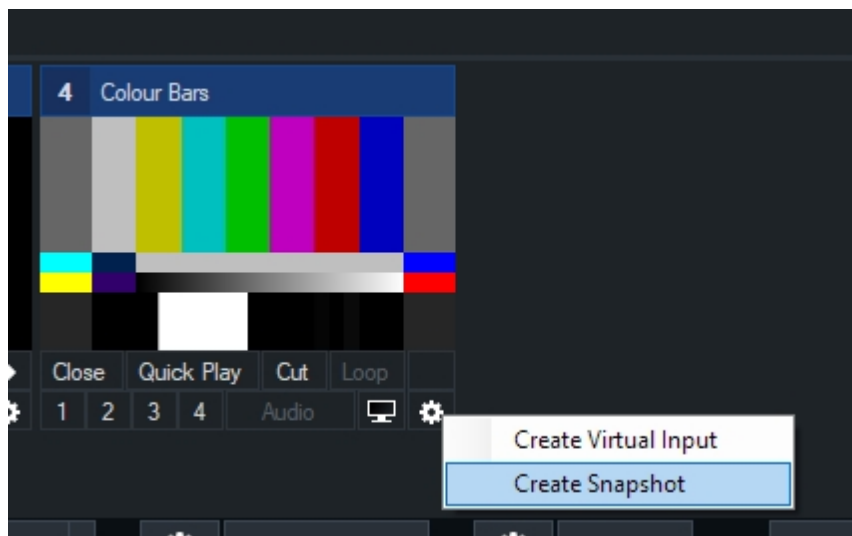 4 Colour Bars
Close Quick Play Cut Loop
1 2 3 4 Audio
Create Virtual Input
Create Snapshot